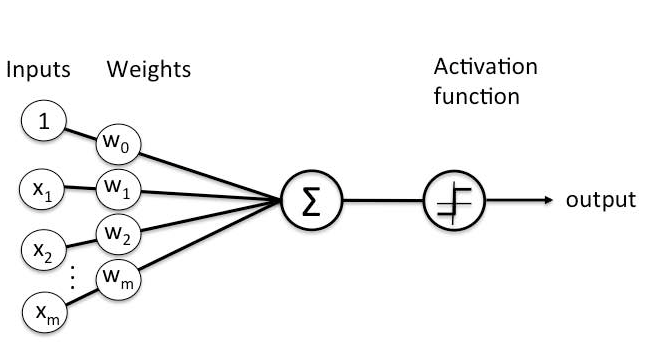 Inputs Weights
Activation
function
1
w0
x1
w1
Σ
output
x2
w2
⋮
wm
xm